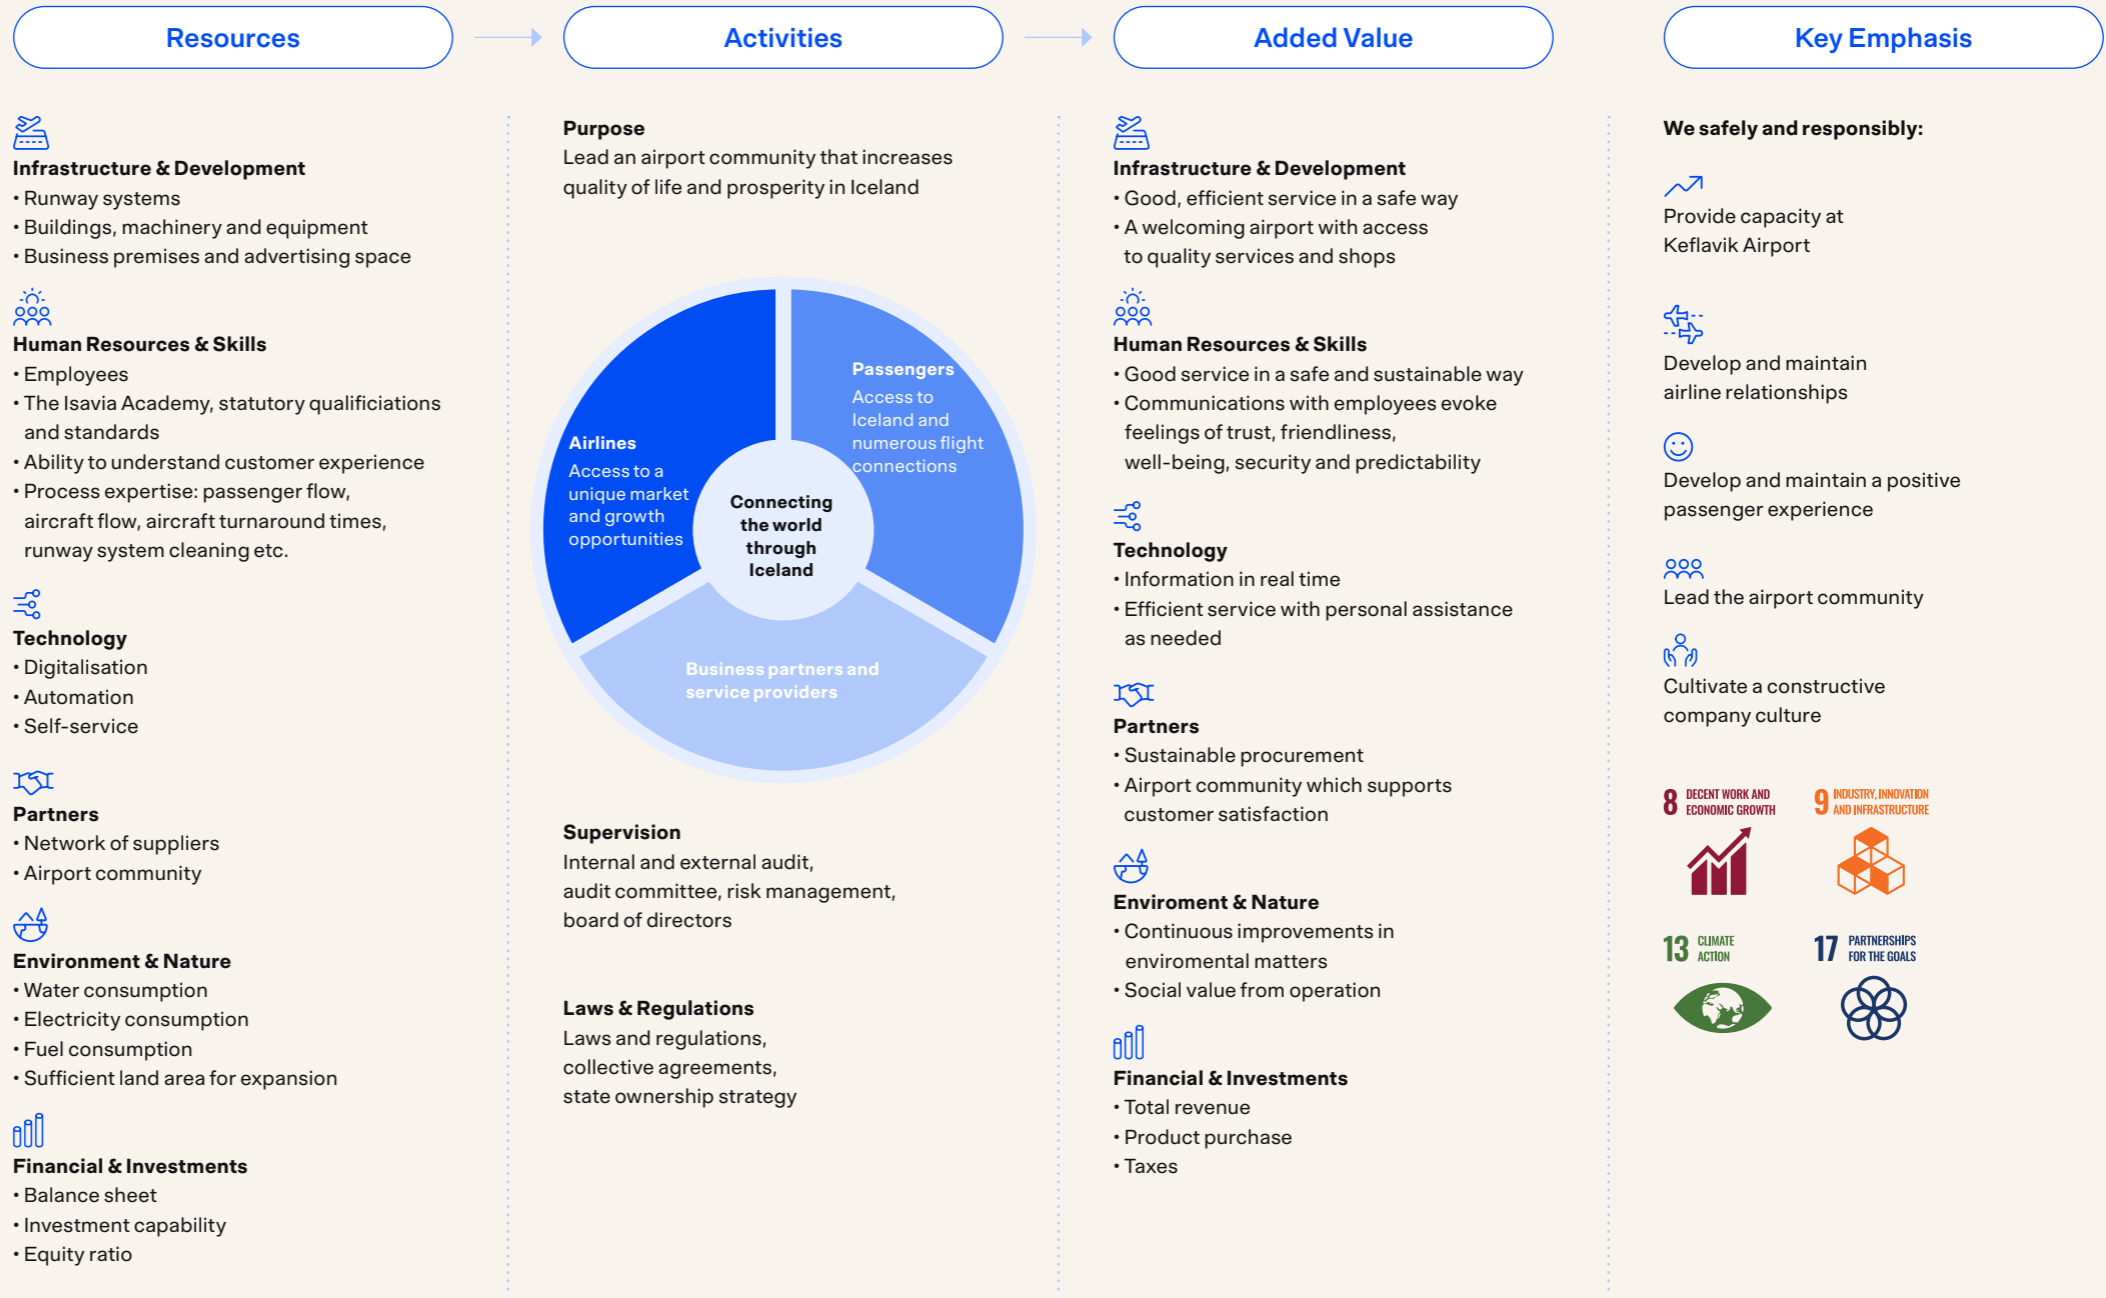 Resources
Activities
Added Value
Key Emphasis
Infrastructure & Development
• Runway systems
• Buildings, machinery and equipment
• Business premises and advertising space
Human Resources & Skills
• Employees
• The Isavia Academy, statutory qualificiations
and standards
• Ability to understand customer experience
• Process expertise: passenger flow,
aircraft flow, aircraft turnaround times,
runway system cleaning etc.
Technology
• Digitalisation
• Automation
• Self-service
Partners
• Network of suppliers
• Airport community
Environment & Nature
• Water consumption
• Electricity consumption
• Fuel consumption
• Sufficient land area for expansion
Financial & Investments
• Balance sheet
• Investment capability
• Equity ratio
Purpose
Lead an airport community that increases
quality of life and prosperity in Iceland
Airlines
Access to a
unique market
and growth
opportunities
Passengers
Access to
Iceland and
numerous flight
connections
Connecting
the world
through
Iceland
Business partners and
service providers
Supervision
Internal and external audit,
audit committee, risk management,
board of directors
Laws & Regulations
Laws and regulations,
collective agreements,
state ownership strategy
Infrastructure & Development
• Good, efficient service in a safe way
• A welcoming airport with access
to quality services and shops
Human Resources & Skills
• Good service in a safe and sustainable way
• Communications with employees evoke
feelings of trust, friendliness,
well-being, security and predictability
Technology
• Information in real time
• Efficient service with personal assistance
as needed
Partners
• Sustainable procurement
• Airport community which supports
customer satisfaction
Enviroment & Nature
• Continuous improvements in
enviromental matters
• Social value from operation
Financial & Investments
• Total revenue
• Product purchase
• Taxes
We safely and responsibly:
Provide capacity at
Keflavik Airport
Develop and maintain
airline relationships
Develop and maintain a positive
passenger experience
Lead the airport community
Cultivate a constructive
company culture
8 DECENT WORK AND
ECONOMIC GROWTH
9 INDUSTRY, INNOVATION
AND INFRASTRUCTURE
13 CLIMATE
ACTION
17 PARTNERSHIPS
FOR THE GOALS